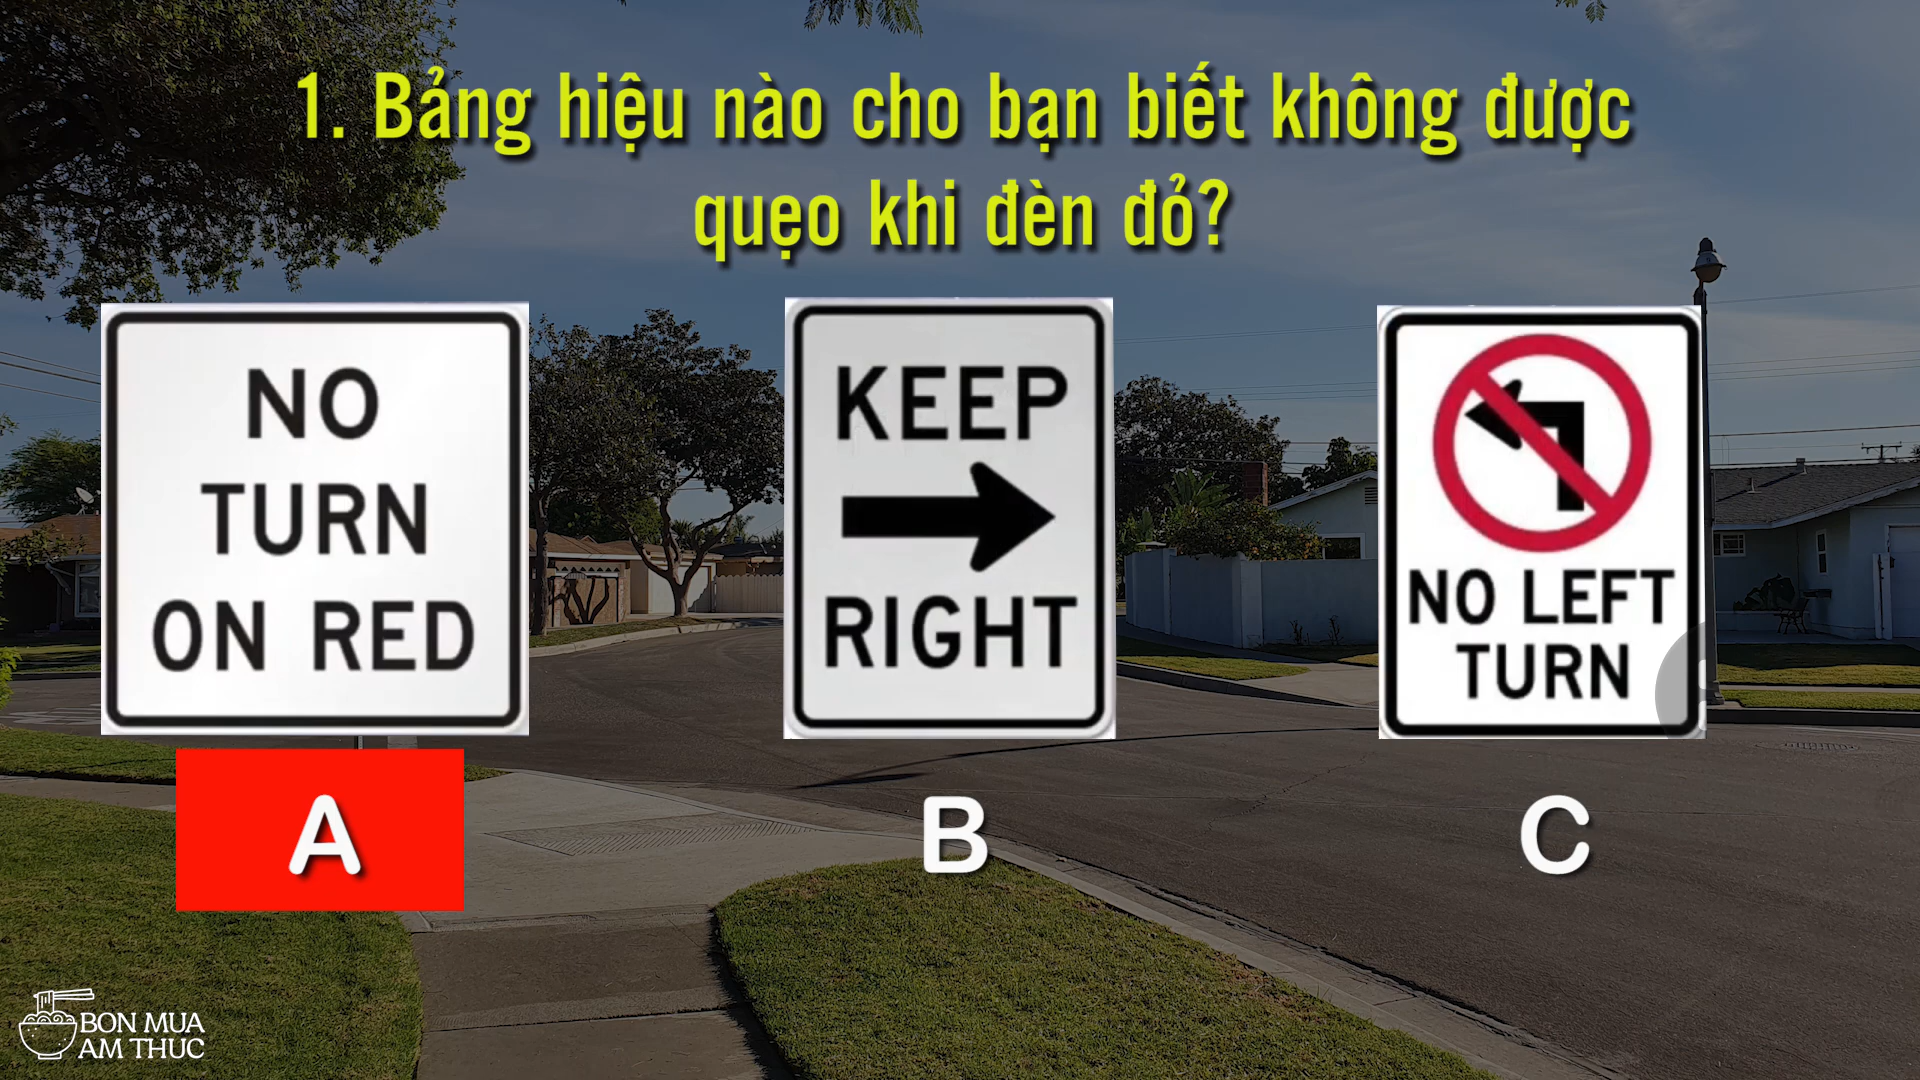 1. Bảng hiệu nào cho bạn biết không được
quẹo khi đèn đỏ?
NO
TURN
ON RED
KEEP
RIGHT
NO LEFT
TURN
A
B
C
BON MUA
AM THUC